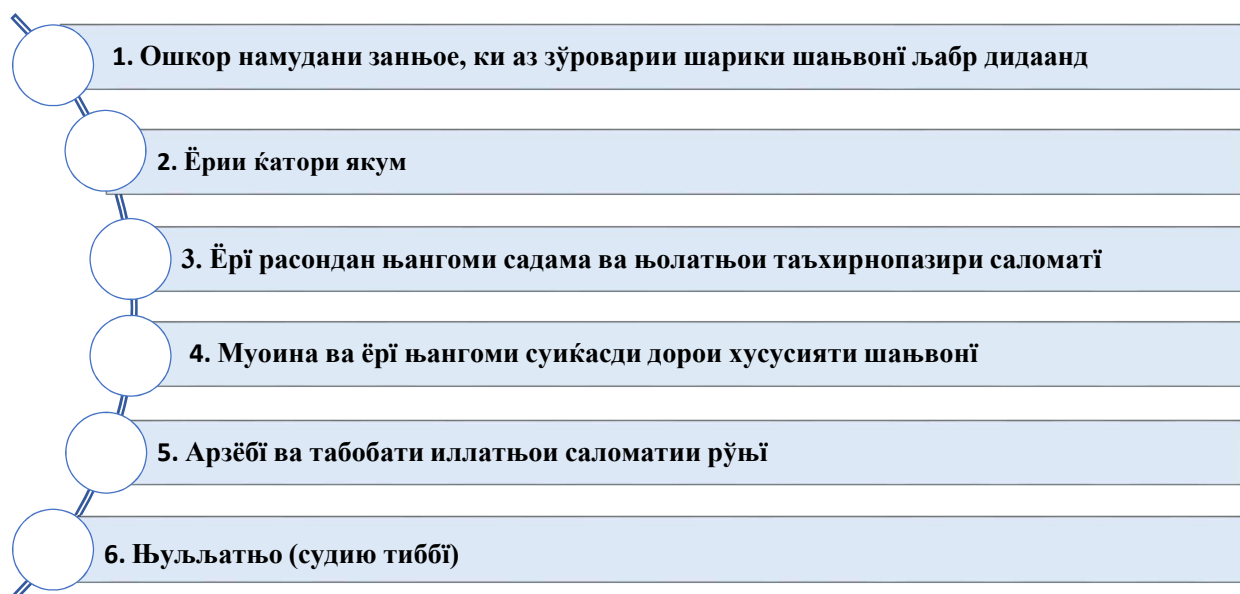 1. Ошкор намудани занњое, ки аз зўроварии шарики шањвонї љабр дидаанд
2. Ёрии ќатори якум
3. Ёрї расондан њангоми садама ва њолатњои таъхирнопазири саломатї
4. Муоина ва ёрї њангоми суиќасди дорои хусусияти шањвонї
5. Арзёбї ва табобати иллатњои саломатии рўњї
6. Њуљљатњо (судию тиббї)